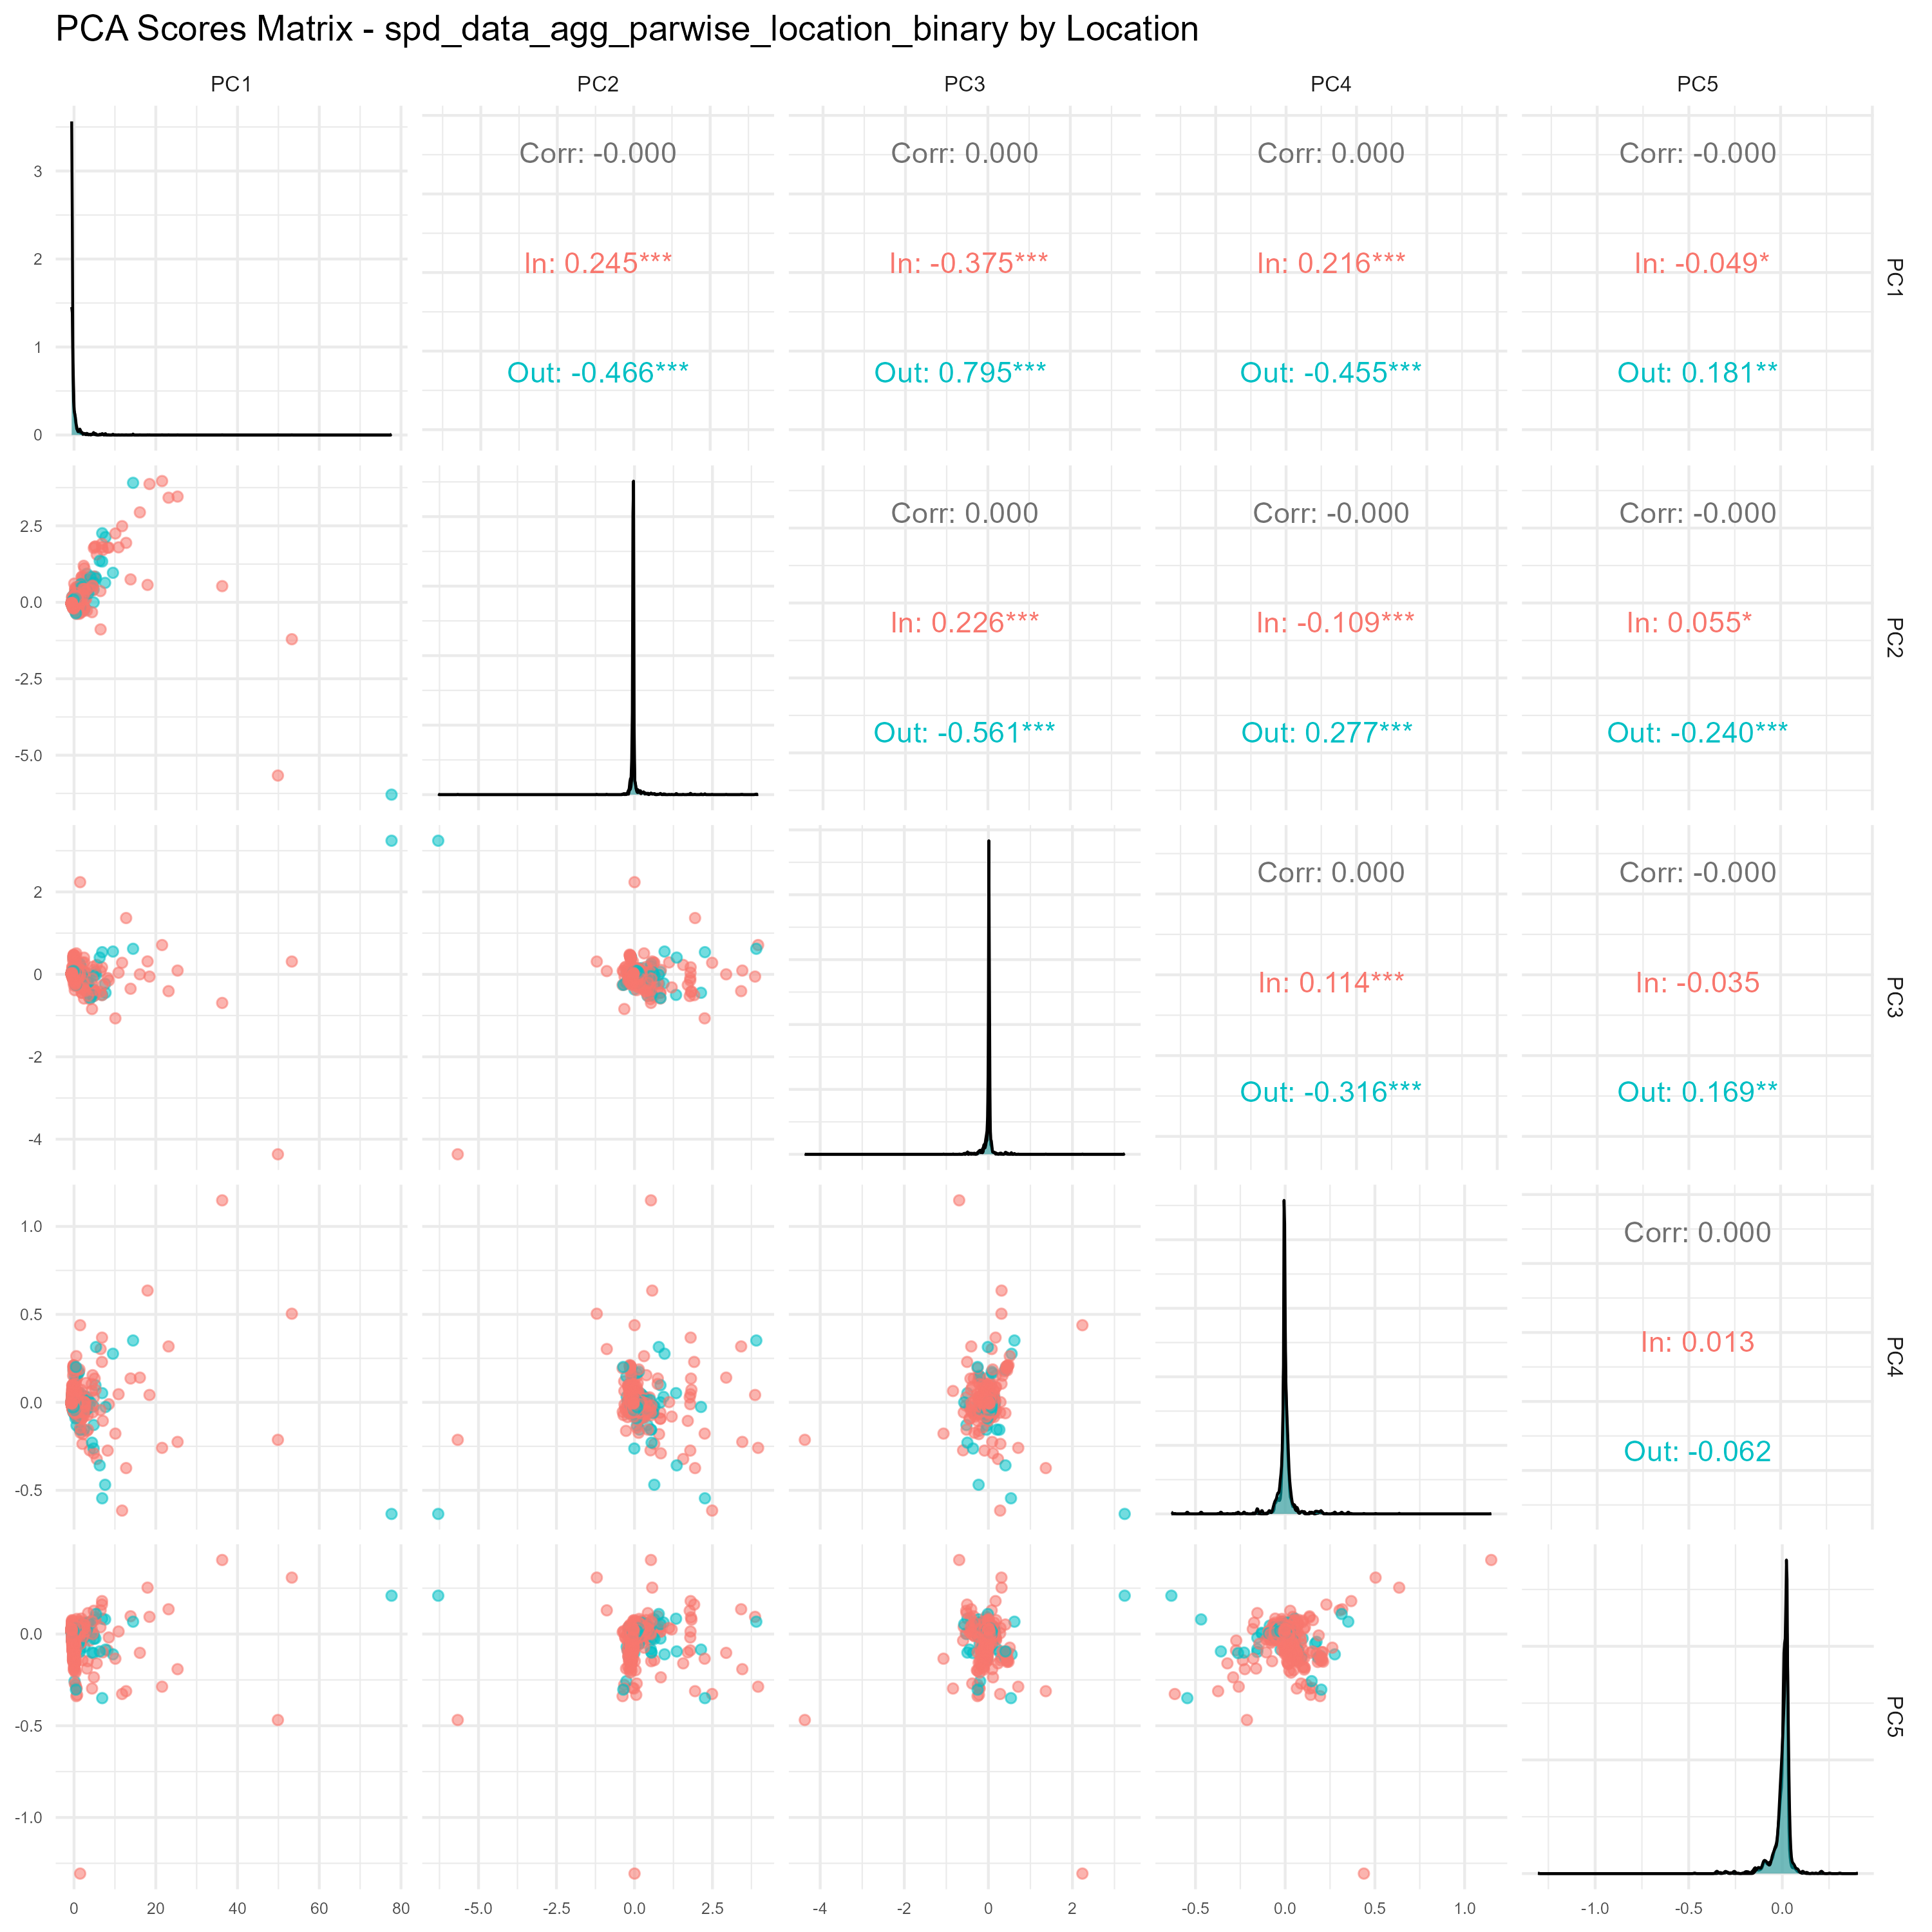 PCA Scores Matrix - spd_data_agg_parwise_location_binary by Location
PC1 PC2 PC3 PC4 PC5
3
2
1
0
Corr: -0.000
In: 0.245***
Out: -0.466***
Corr: 0.000
In: -0.375***
Out: 0.795***
Corr: 0.000
In: 0.216***
Out: -0.455***
Corr: -0.000
In: -0.049*
Out: 0.181**
PC1
2.5
0.0
-2.5
-5.0
Corr: 0.000
In: 0.226***
Out: -0.561***
Corr: -0.000
In: -0.109***
Out: 0.277***
Corr: -0.000
In: 0.055*
Out: -0.240***
PC2
2
0
-2
-4
Corr: 0.000
In: 0.114***
Out: -0.316***
Corr: -0.000
In: -0.035
Out: 0.169**
PC3
1.0
0.5
0.0
-0.5
Corr: 0.000
In: 0.013
Out: -0.062
PC4
0.0
-0.5
-1.0
PC5
0 20 40 60 80
-5.0 -2.5 0.0 2.5
-4 -2 0 2
-0.5 0.0 0.5 1.0
-1.0 -0.5 0.0